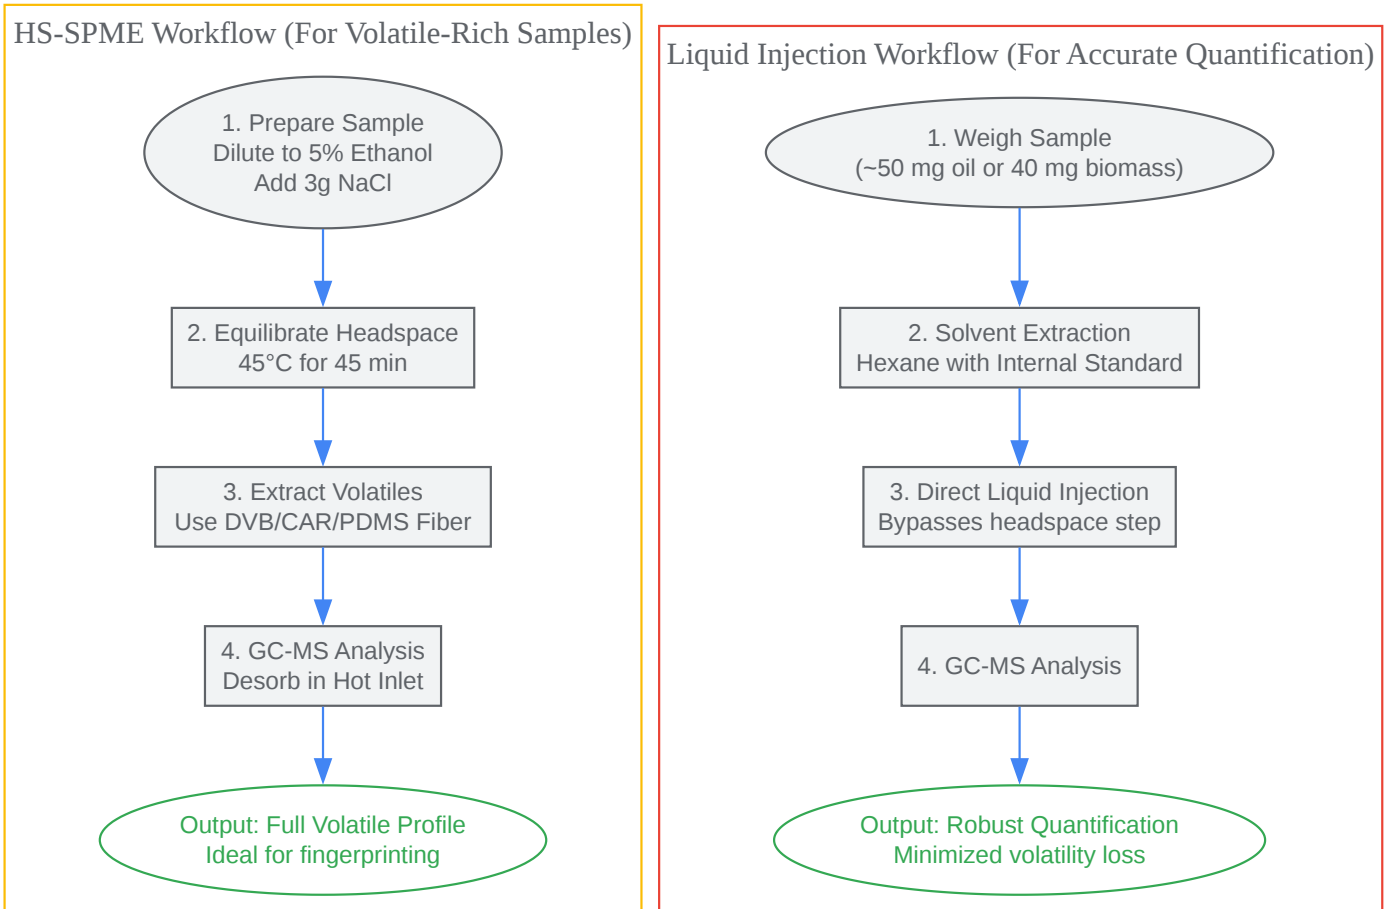 HS-SPME Workflow (For Volatile-Rich Samples)
1. Prepare Sample
Dilute to 5% Ethanol
Add 3g NaCl
2. Equilibrate Headspace
45°C for 45 min
3. Extract Volatiles
Use DVB/CAR/PDMS Fiber
4. GC-MS Analysis
Desorb in Hot Inlet
Output: Full Volatile Profile
Ideal for fingerprinting
Liquid Injection Workflow (For Accurate Quantification)
1. Weigh Sample
(~50 mg oil or 40 mg biomass)
2. Solvent Extraction
Hexane with Internal Standard
3. Direct Liquid Injection
Bypasses headspace step
4. GC-MS Analysis
Output: Robust Quantification
Minimized volatility loss